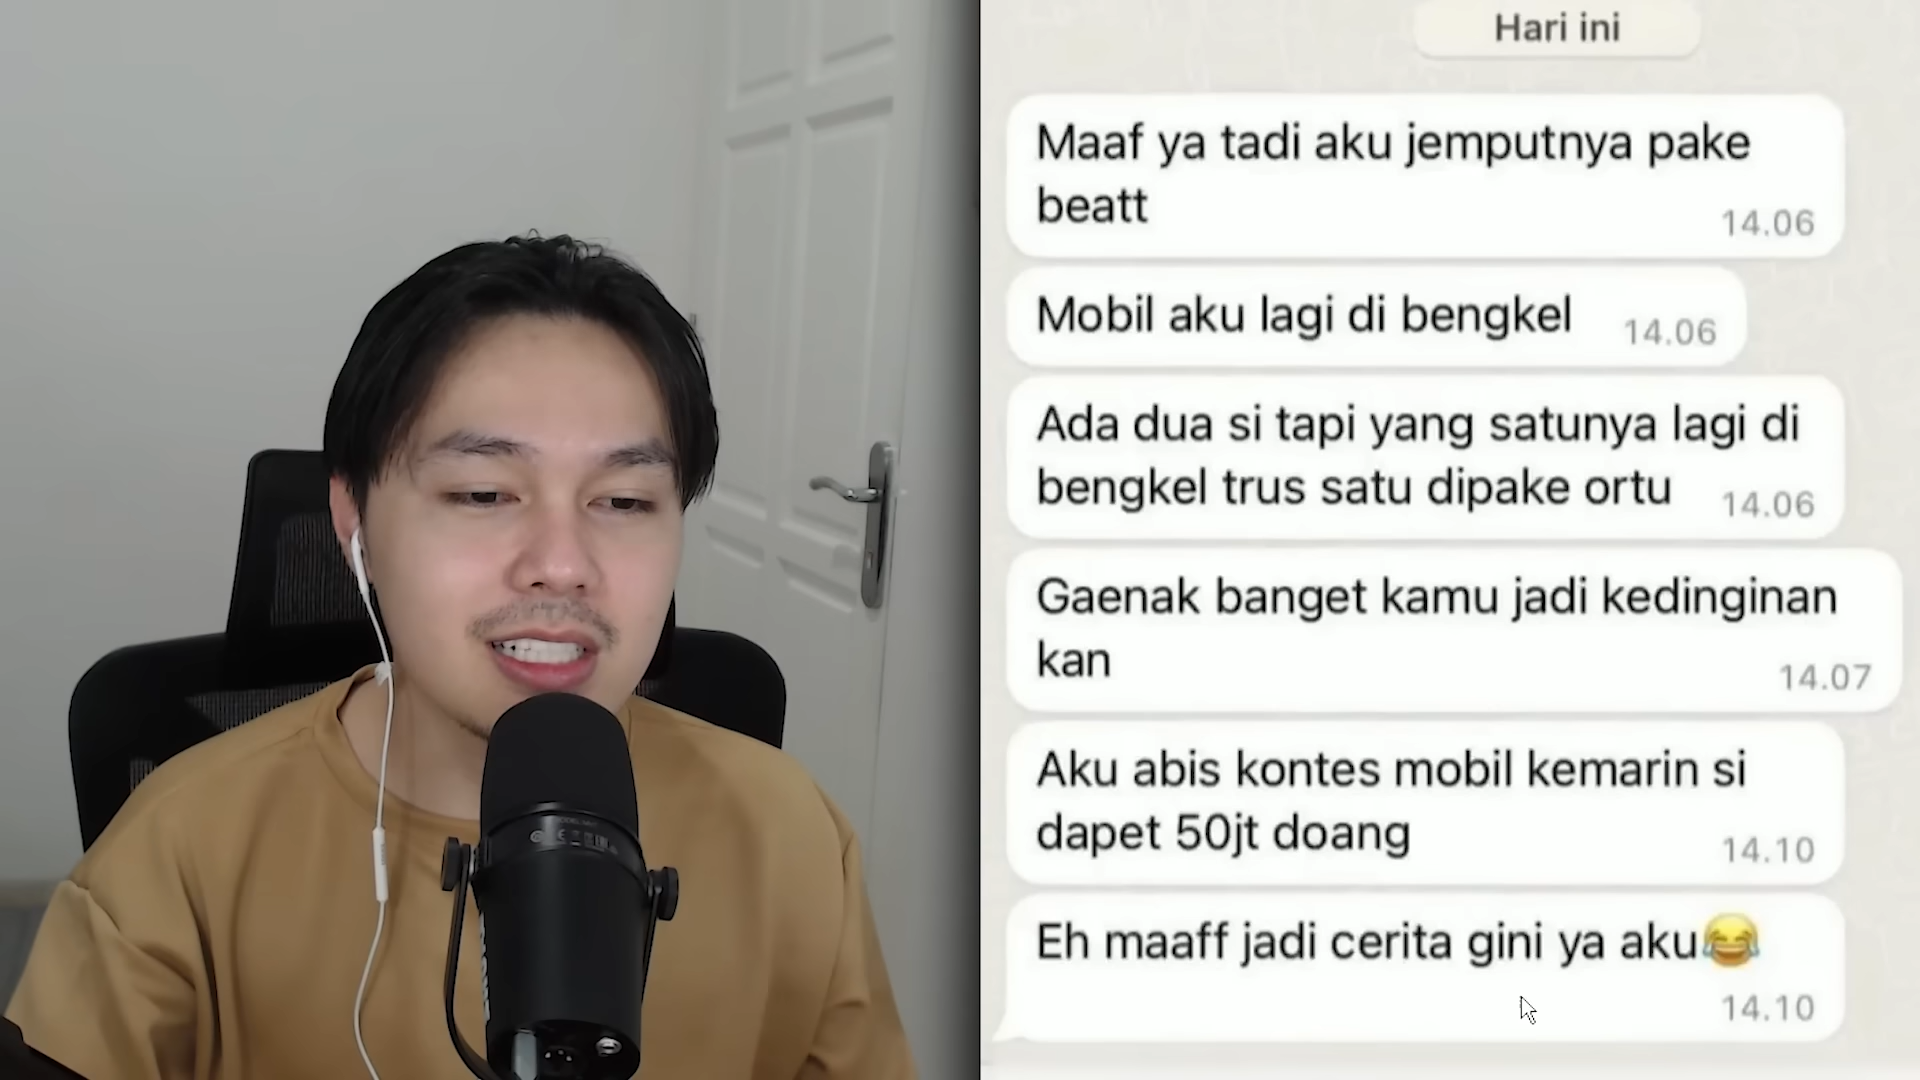 Hari ini
Maaf ya tadi aku jemputnya pake
beatt
14.06
Mobil aku lagi di bengkel
14.06
Ada dua si tapi yang satunya lagi di
bengkel trus satu dipake ortu
14.06
Gaenak banget kamu jadi kedinginan
kan
14.07
Aku abis kontes mobil kemarin si
dapet 50jt doang
14.10
Eh maaff jadi cerita gini ya aku😂
14.10